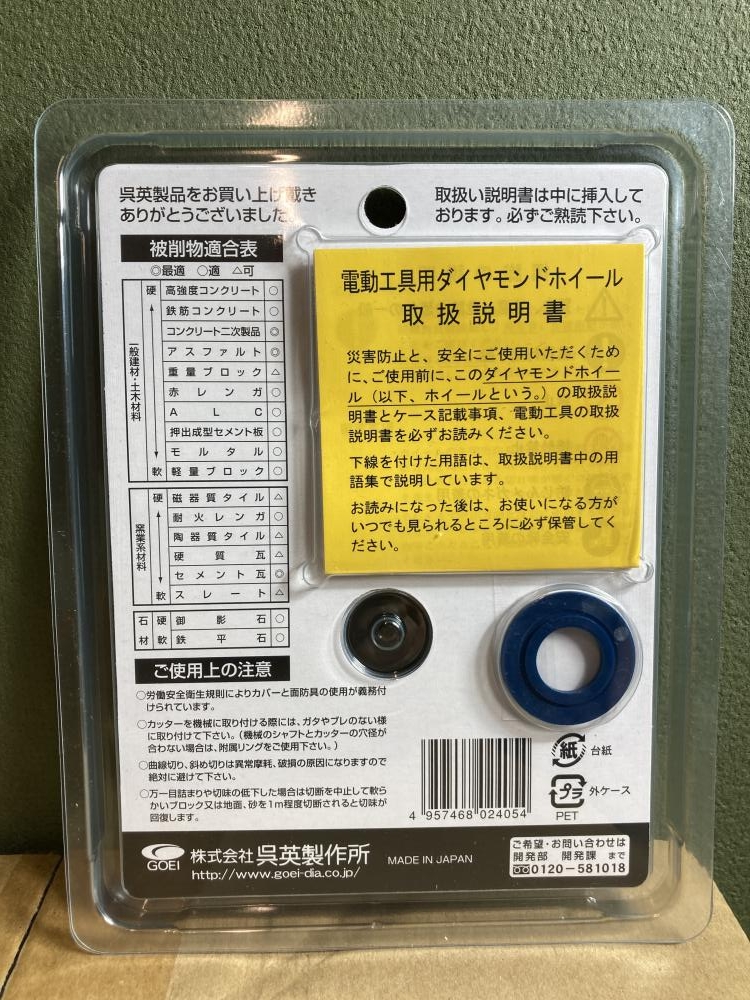 呉英製品をお買い上げ戴き
ありがとうございました。
取扱い説明書は中に挿入して
おります。必ずご熟読下さい。
被削物適合表
◎最適 ○適 △可
一般建材・土木材料
硬 高強度コンクリート ○
鉄筋コンクリート ○
コンクリート二次製品 ◎
アスファルト ◎
重量ブロック △
赤レンガ ○
ALC ○
押出成型セメント板 ○
モルタル ○
軟 軽量ブロック ○
窯業系材料
硬 磁器質タイル △
耐火レンガ ○
陶器質タイル △
硬質瓦 △
セメント瓦 ◎
軟 スレート △
石材
硬 御影石 ○
軟 鉄平石 ○
電動工具用ダイヤモンドホイール
取扱説明書
災害防止と、安全にご使用いただくため
に、ご使用前に、このダイヤモンドホイー
ル（以下、ホイールという。）の取扱説
明書とケース記載事項、電動工具の取扱
説明書を必ずお読みください。
下線を付けた用語は、取扱説明書中の用
語集で説明しています。
お読みになった後は、お使いになる方が
いつでも見られるところに必ず保管してく
ださい。
ご使用上の注意
○労働安全衛生規則によりカバーと面防具の使用が義務付
けられています。
○カッターを機械に取り付ける際には、ガタやブレのない様
に取り付けて下さい。（機械のシャフトとカッターの穴径が
合わない場合は、附属リングをご使用下さい。）
○曲線切り、斜め切りは異常摩耗、破損の原因になりますので
絶対に避けて下さい。
○万一目詰まりや切味の低下した場合は切断を中止して軟ら
かいブロック又は地面、砂を1m程度切断されると切味が
回復します。
4 957468 024054
紙 台紙
プラ 外ケース
PET
GOEI 株式会社 呉英製作所
http://www.goei-dia.co.jp/
MADE IN JAPAN
ご希望・お問い合わせは
開発部 開発課 まで
0120-581018